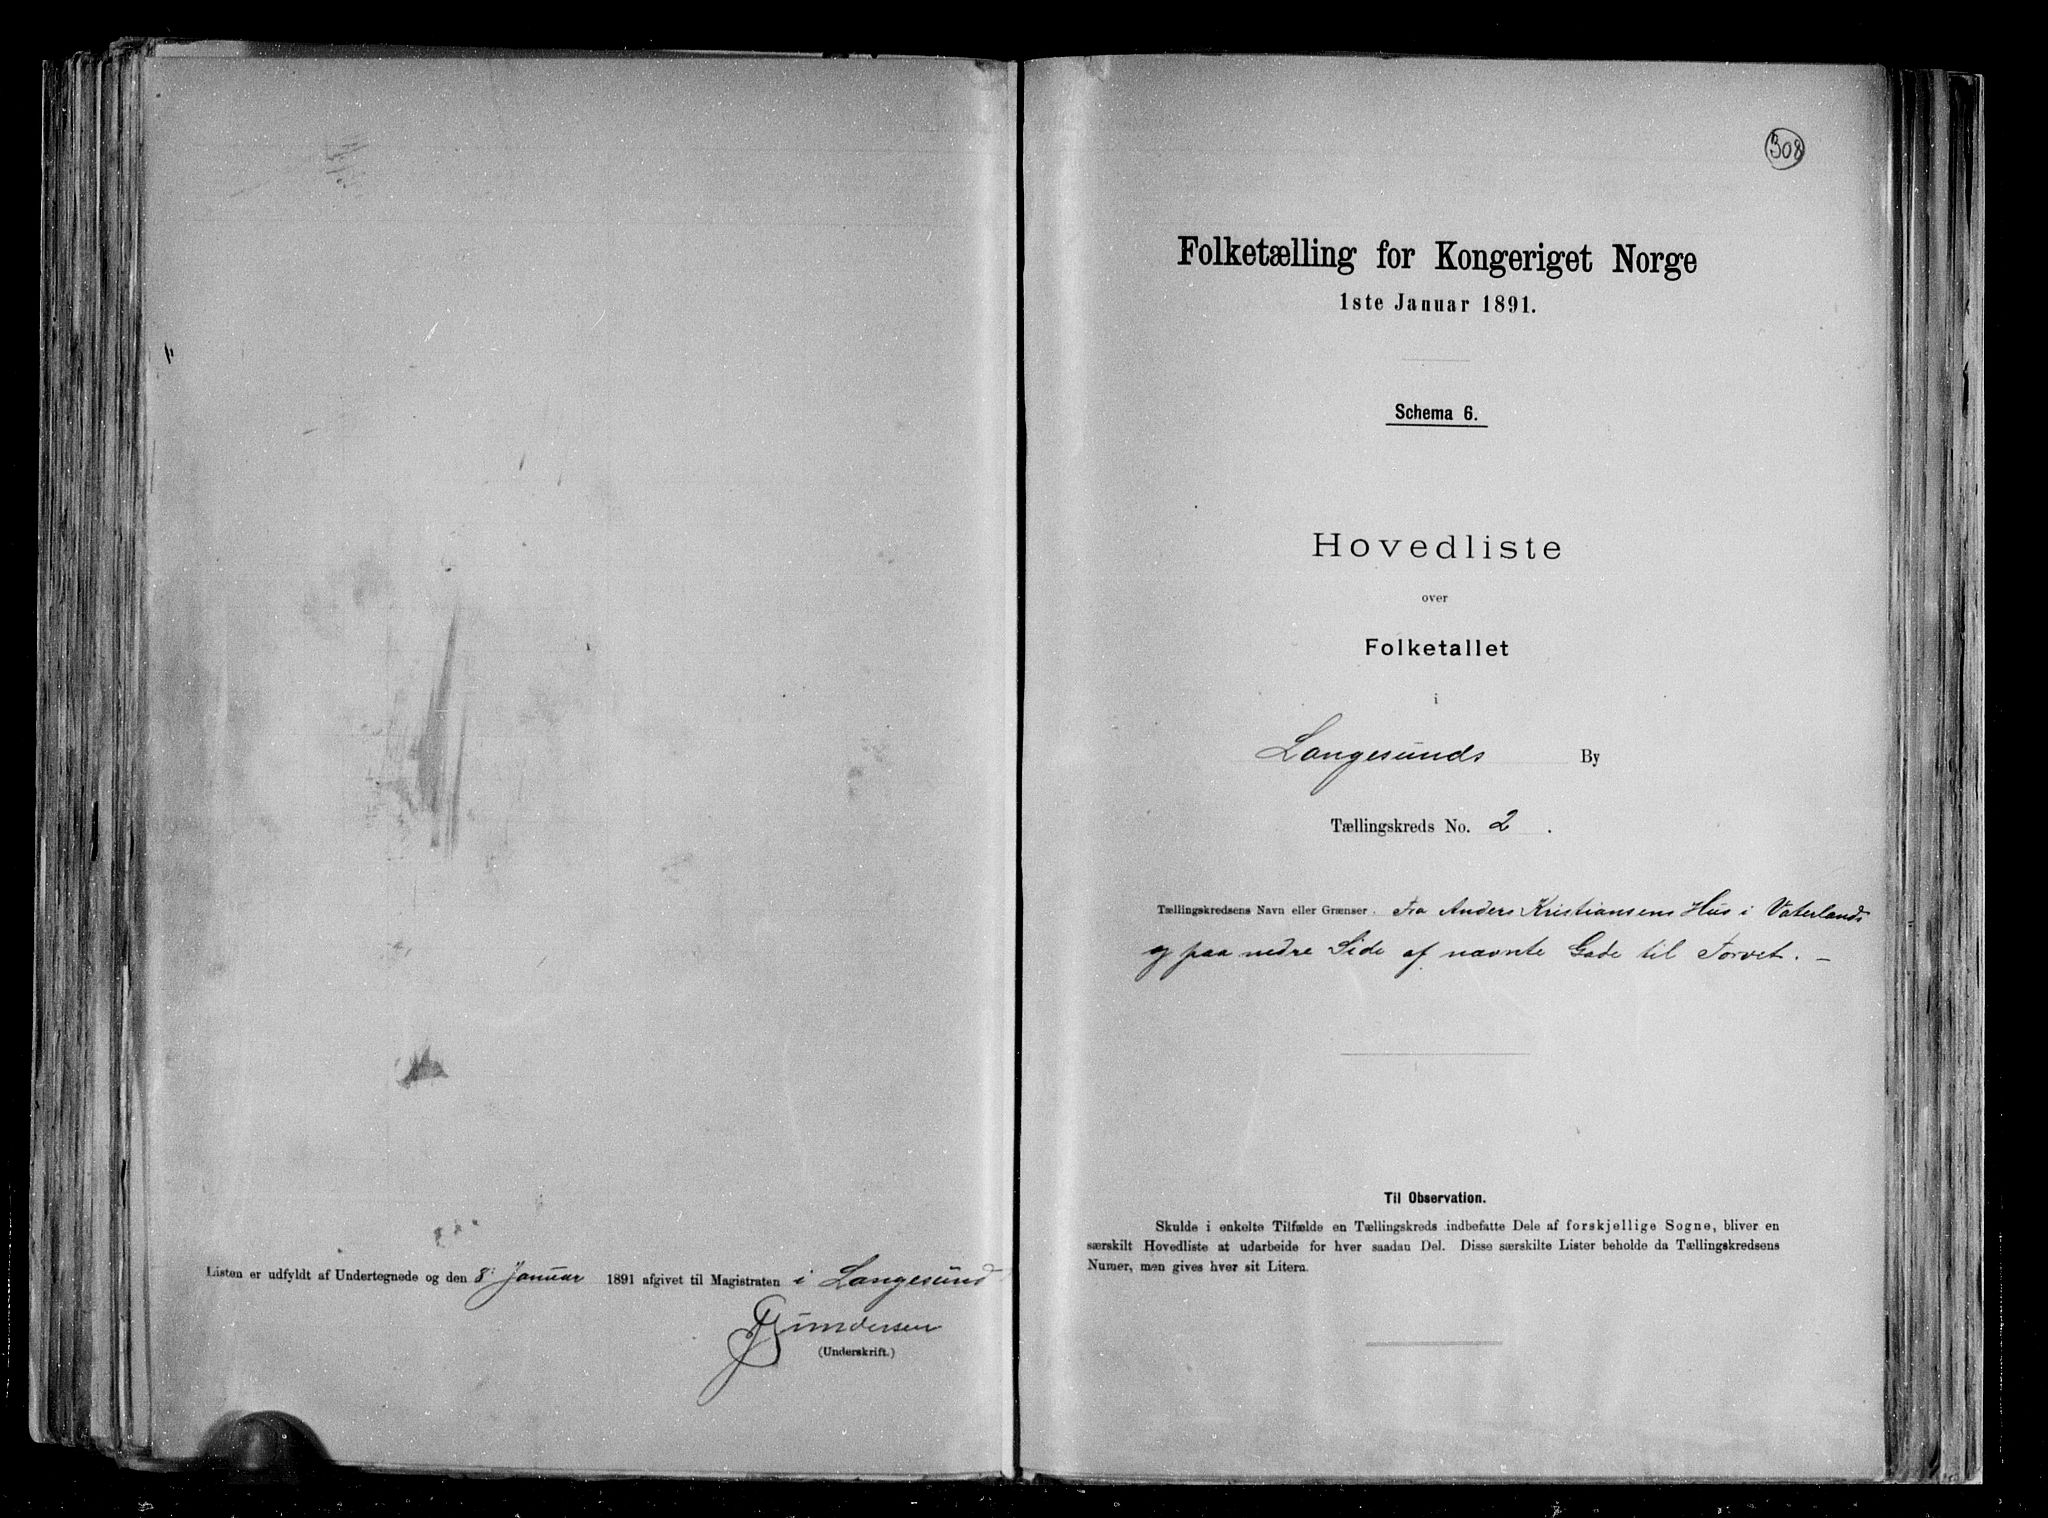 Listen er udfyldt af Undertegnede og den 8' Januar 1891 afgivet til Magistraten i Langesund
Gundersen
(Underskrift.)
308
Folketælling for Kongeriget Norge
1ste Januar 1891.
Schema 6.
Hovedliste
over
Folketallet
i
Langesunds By
Tællingskreds No. 2.
Tællingskredsens Navn eller Grænser. Fra Anders Kristiansens Hus i Vaterlands
og paa nedre Side af nævnte Gade til Torvet. –
Til Observation.
Skulde i enkelte Tilfælde en Tællingskreds indbefatte Dele af forskjellige Sogne, bliver en
særskilt Hovedliste at udarbeide for hver saadan Del. Disse særskilte Lister beholde da Tællingskredsens
Numer, men gives hver sit Litera.